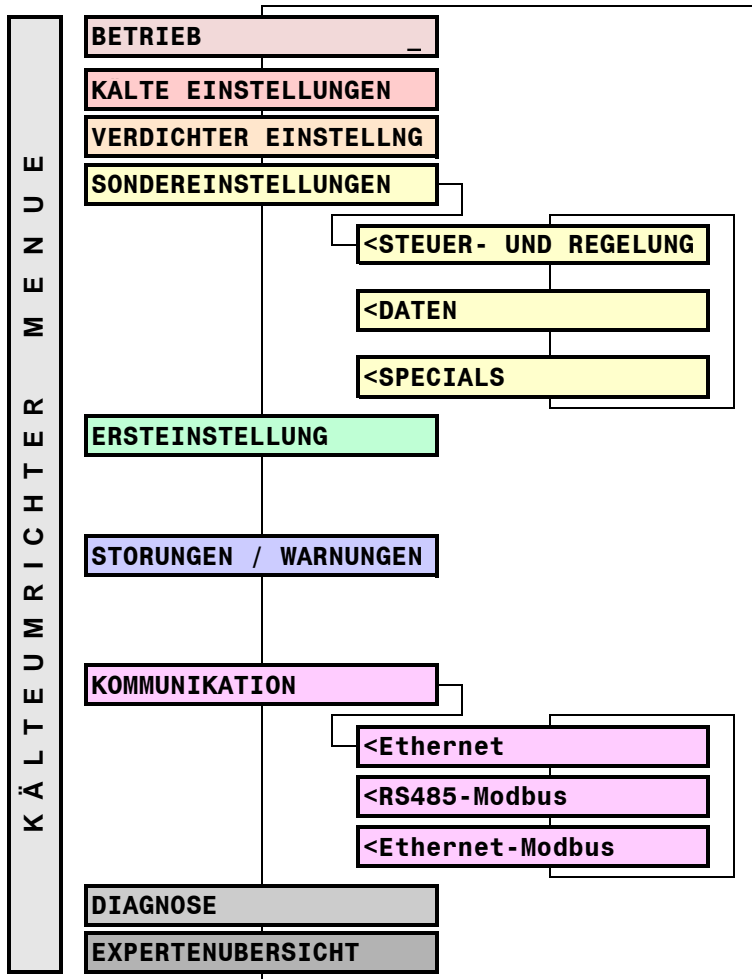 KÄLTEUMRICHTER MENUE
BETRIEB _
KALTE EINSTELLUNGEN
VERDICHTER EINSTELLNG
SONDEREINSTELLUNGEN
<STEUER- UND REGELUNG
<DATEN
<SPECIALS
ERSTEINSTELLUNG
STORUNGEN / WARNUNGEN
KOMMUNIKATION
<Ethernet
<RS485-Modbus
<Ethernet-Modbus
DIAGNOSE
EXPERTENUBERSICHT